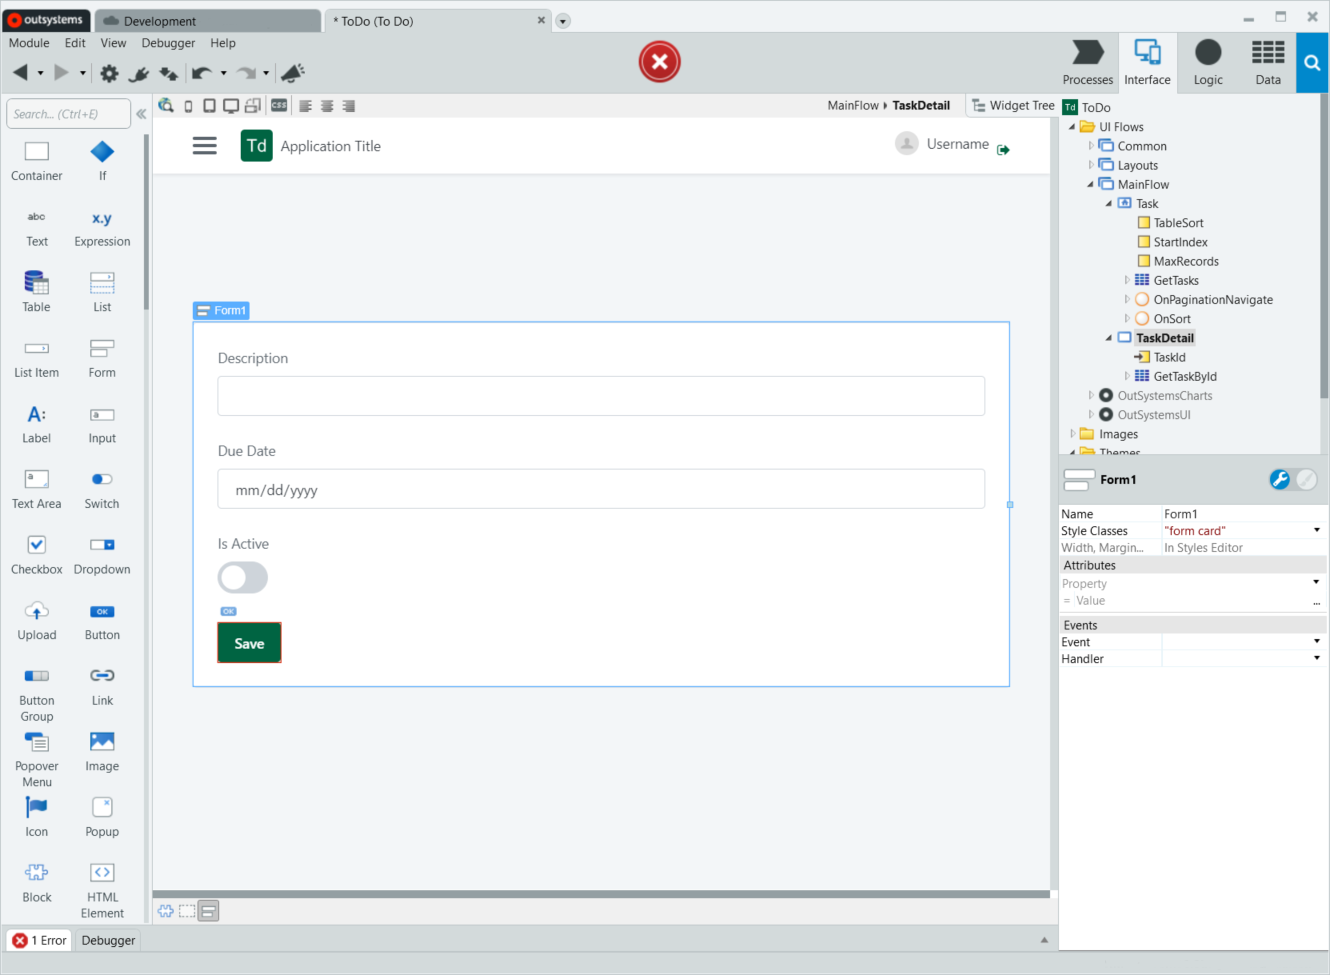 outsystems
Development
* ToDo (To Do)
Module Edit View Debugger Help
Processes
Interface
Logic
Data
Search... (Ctrl+E)
CSS
MainFlow TaskDetail
Widget Tree
Container
If
abc
Text
x.y
Expression
Table
List
List Item
Form
A:
Label
a
Input
a
Text Area
Switch
Checkbox
Dropdown
Upload
OK
Button
Button Group
Link
Popover Menu
Image
Icon
Popup
Block
HTML Element
Td
Application Title
Username
Form1
Description
Due Date
mm/dd/yyyy
Is Active
OK
Save
Td ToDo
UI Flows
Common
Layouts
MainFlow
Task
TableSort
StartIndex
MaxRecords
GetTasks
OnPaginationNavigate
OnSort
TaskDetail
TaskId
GetTaskById
OutSystemsCharts
OutSystemsUI
Images
Themes
Form1
Name Form1
Style Classes "form card"
Width, Margin... In Styles Editor
Attributes
Property
= Value ...
Events
Event
Handler
1 Error Debugger